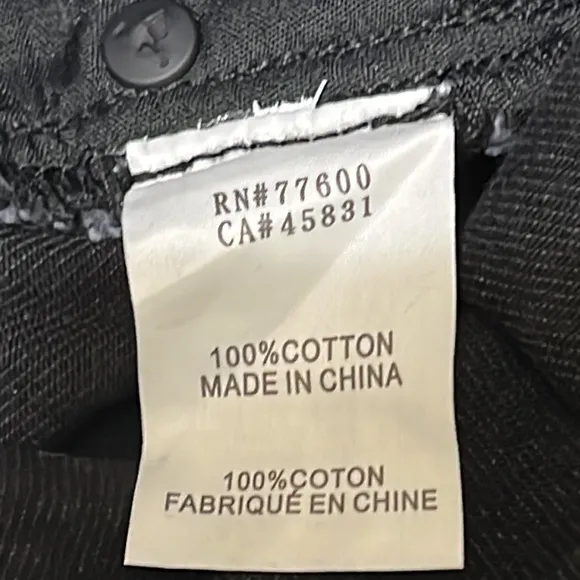 RN#77600
CA#45831
100%COTTON
MADE IN CHINA
100%COTON
FABRIQUÉ EN CHINE